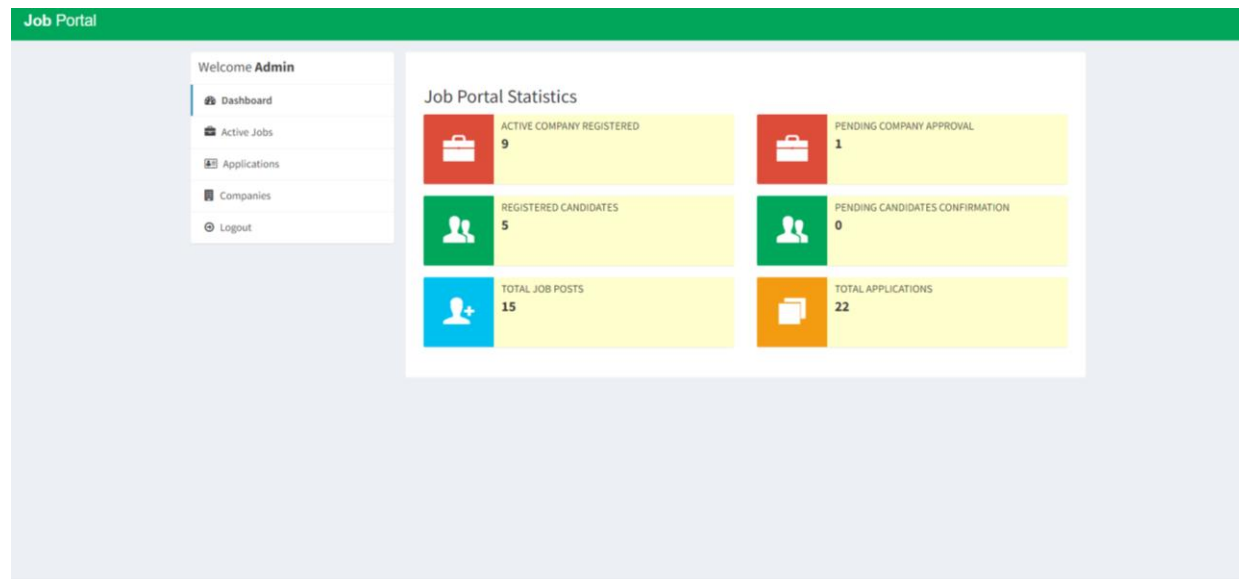 Job Portal
Welcome Admin
Dashboard
Active Jobs
Applications
Companies
Logout
Job Portal Statistics
ACTIVE COMPANY REGISTERED
9
PENDING COMPANY APPROVAL
1
REGISTERED CANDIDATES
5
PENDING CANDIDATES CONFIRMATION
0
TOTAL JOB POSTS
15
TOTAL APPLICATIONS
22